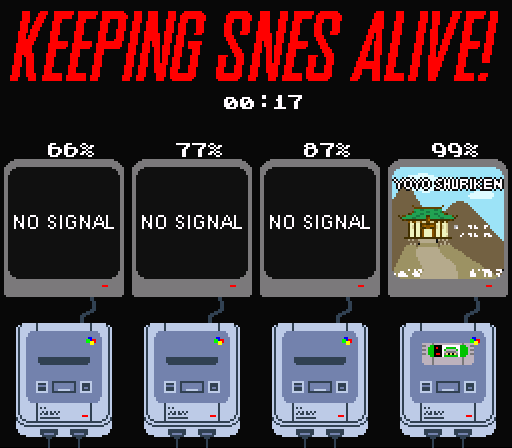 KEEPING SNES ALIVE!
00:17
66% 77% 87% 99%
NO SIGNAL NO SIGNAL NO SIGNAL YOYO SHURIKEN